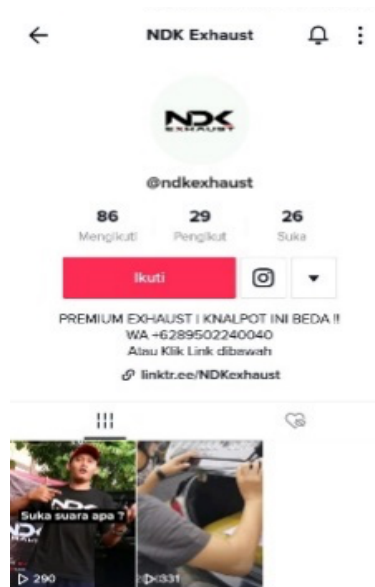 NDK Exhaust
NDK
EXHAUST
@ndkexhaust
86 29 26
Mengikuti Pengikut Suka
Ikuti
PREMIUM EXHAUST | KNALPOT INI BEDA !!
WA +6289502240040
Atau Klik Link dibawah
linktr.ee/NDKexhaust
Suka suara apa ?
290
331